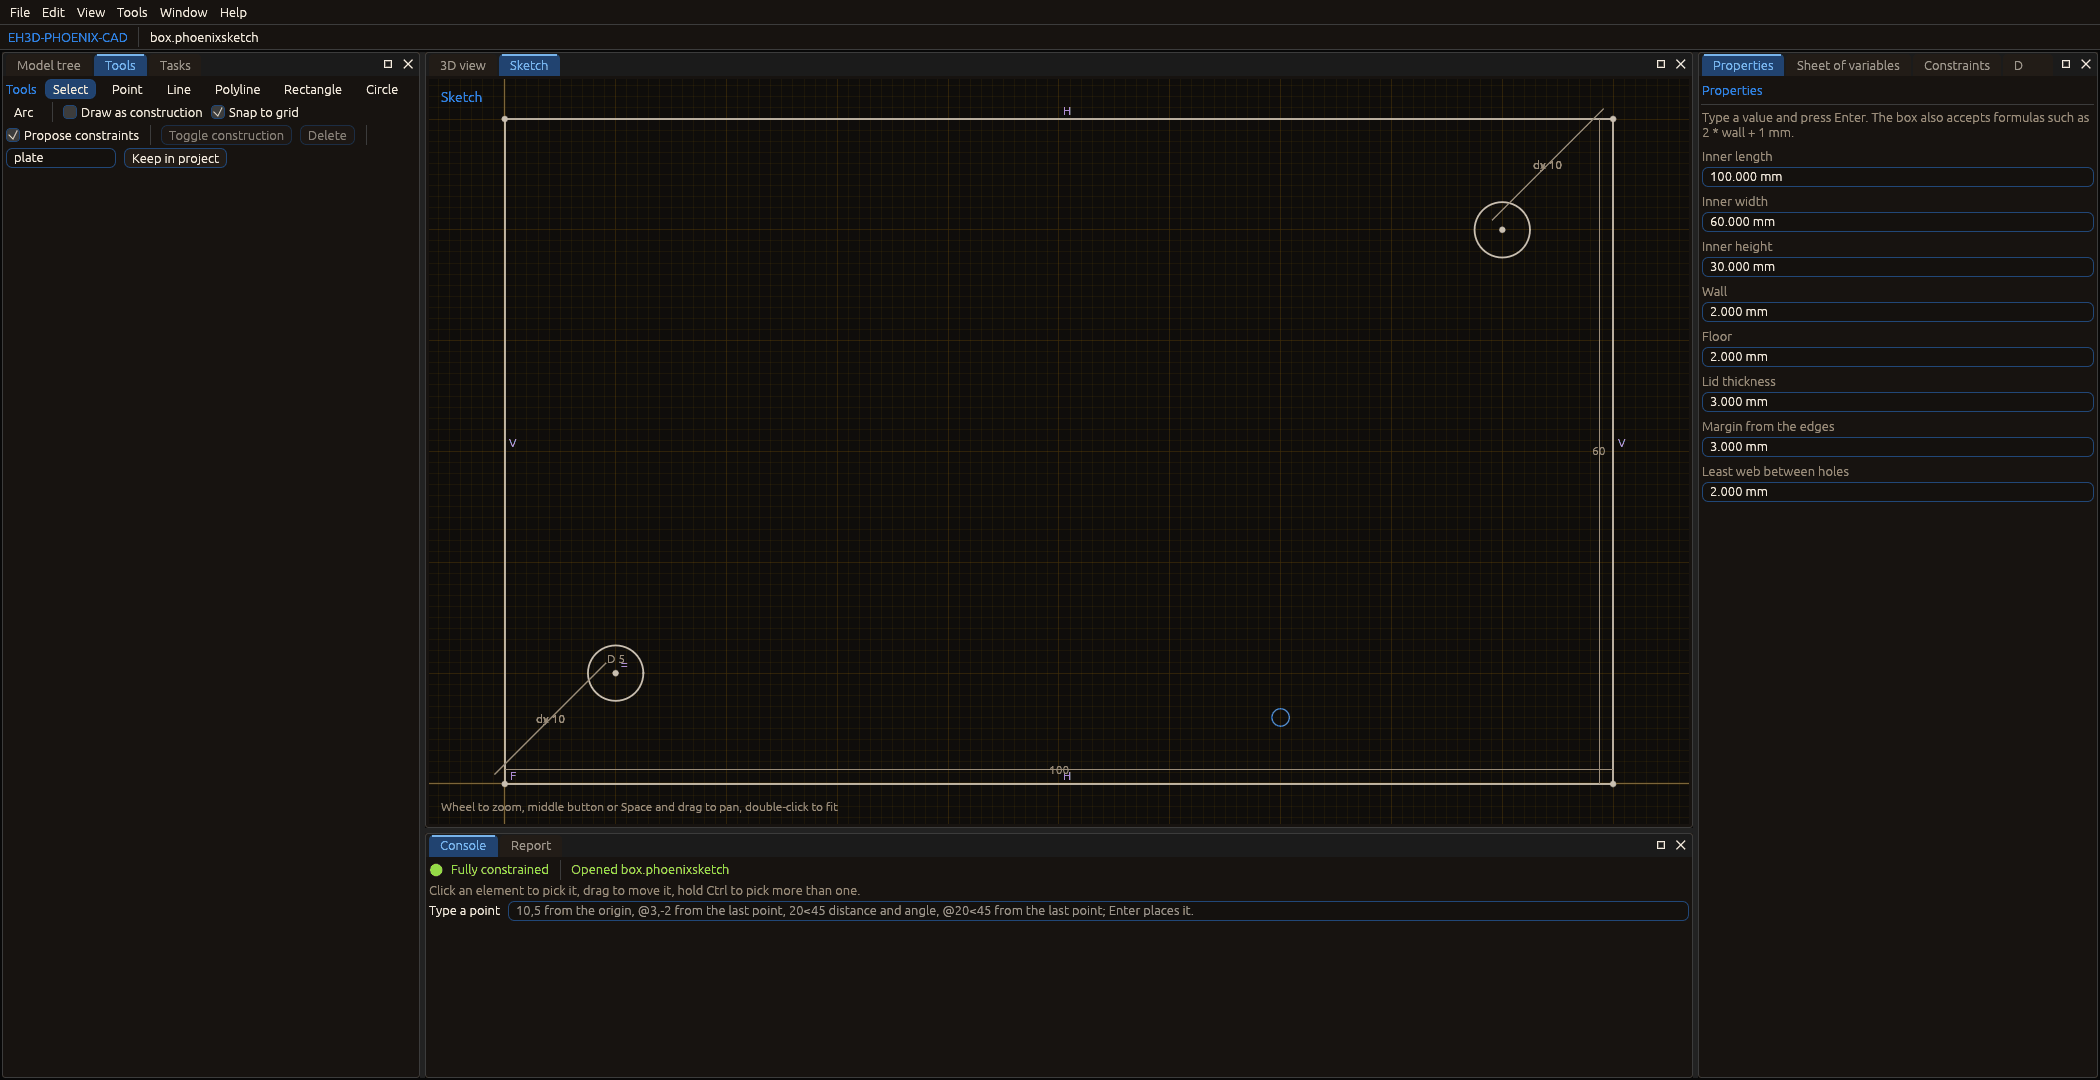 File Edit View Tools Window Help
EH3D-PHOENIX-CAD box.phoenixsketch
Model tree Tools Tasks
Tools Select Point Line Polyline Rectangle Circle
Arc Draw as construction Snap to grid
Propose constraints Toggle construction Delete
plate Keep in project
3D view Sketch
Sketch
H
10
V
60
V
D 5
=
10
F
100
H
Wheel to zoom, middle button or Space and drag to pan, double-click to fit
Console Report
Fully constrained Opened box.phoenixsketch
Click an element to pick it, drag to move it, hold Ctrl to pick more than one.
Type a point 10,5 from the origin, @3,-2 from the last point, 20<45 distance and angle, @20<45 from the last point; Enter places it.
Properties Sheet of variables Constraints D
Properties
Type a value and press Enter. The box also accepts formulas such as
2 * wall + 1 mm.
Inner length
100.000 mm
Inner width
60.000 mm
Inner height
30.000 mm
Wall
2.000 mm
Floor
2.000 mm
Lid thickness
3.000 mm
Margin from the edges
3.000 mm
Least web between holes
2.000 mm